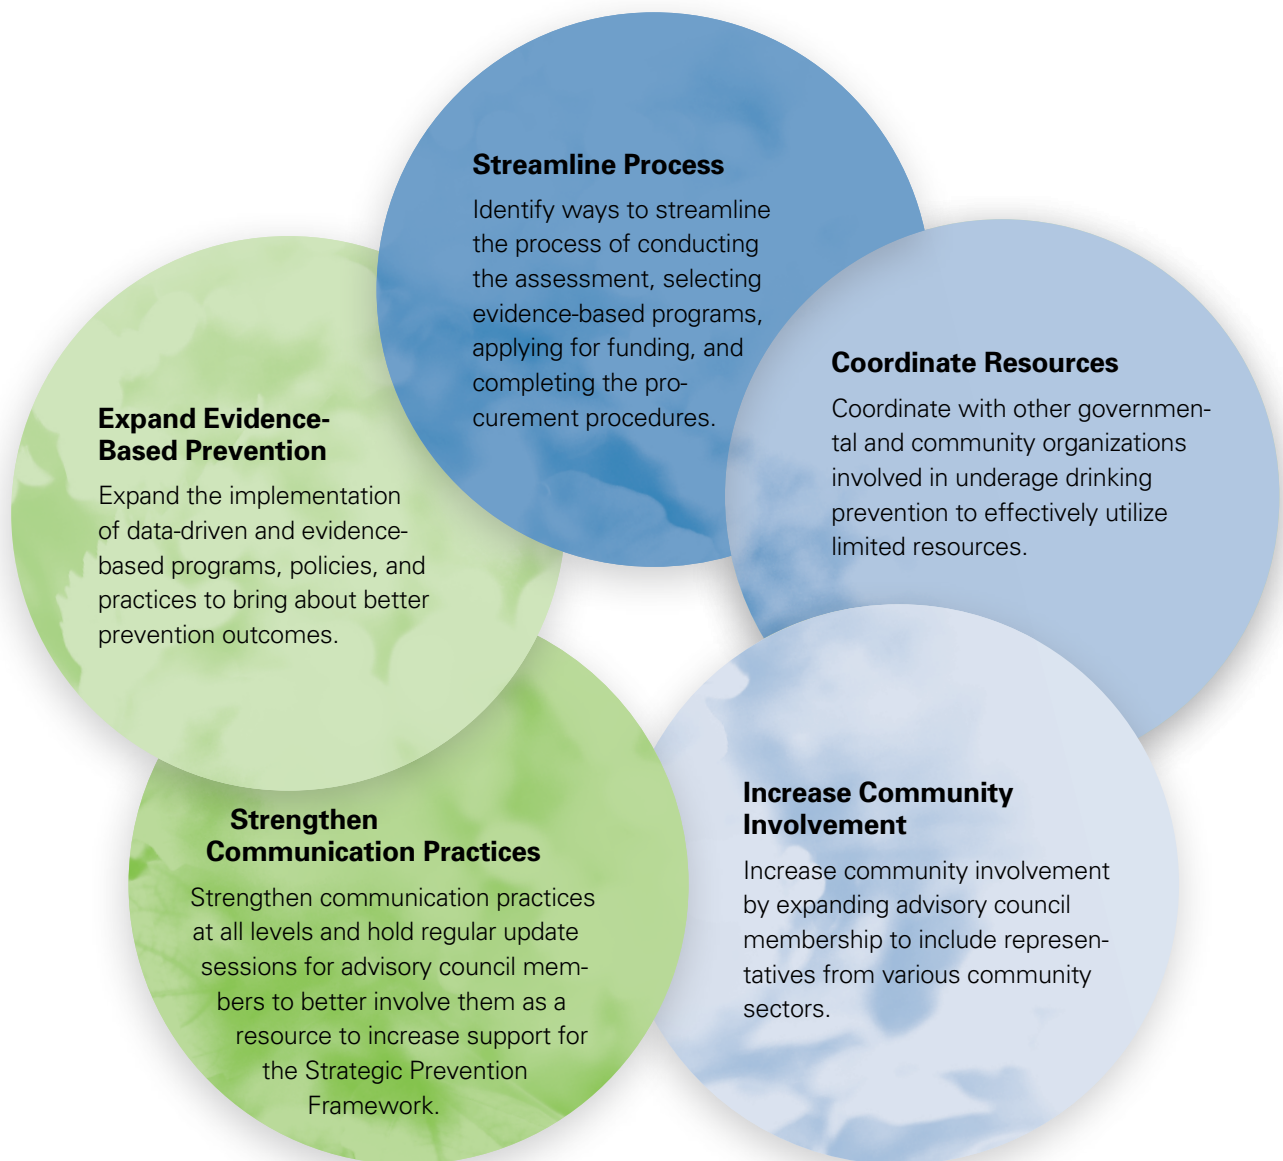 Streamline Process
Identify ways to streamline
the process of conducting
the assessment, selecting
evidence-based programs,
applying for funding, and
completing the pro-
curement procedures.
Coordinate Resources
Coordinate with other governmen-
tal and community organizations
involved in underage drinking
prevention to effectively utilize
limited resources.
Increase Community
Involvement
Increase community involvement
by expanding advisory council
membership to include represen-
tatives from various community
sectors.
Strengthen
Communication Practices
Strengthen communication practices
at all levels and hold regular update
sessions for advisory council mem-
bers to better involve them as a
resource to increase support for
the Strategic Prevention
Framework.
Expand Evidence-
Based Prevention
Expand the implementation
of data-driven and evidence-
based programs, policies, and
practices to bring about better
prevention outcomes.